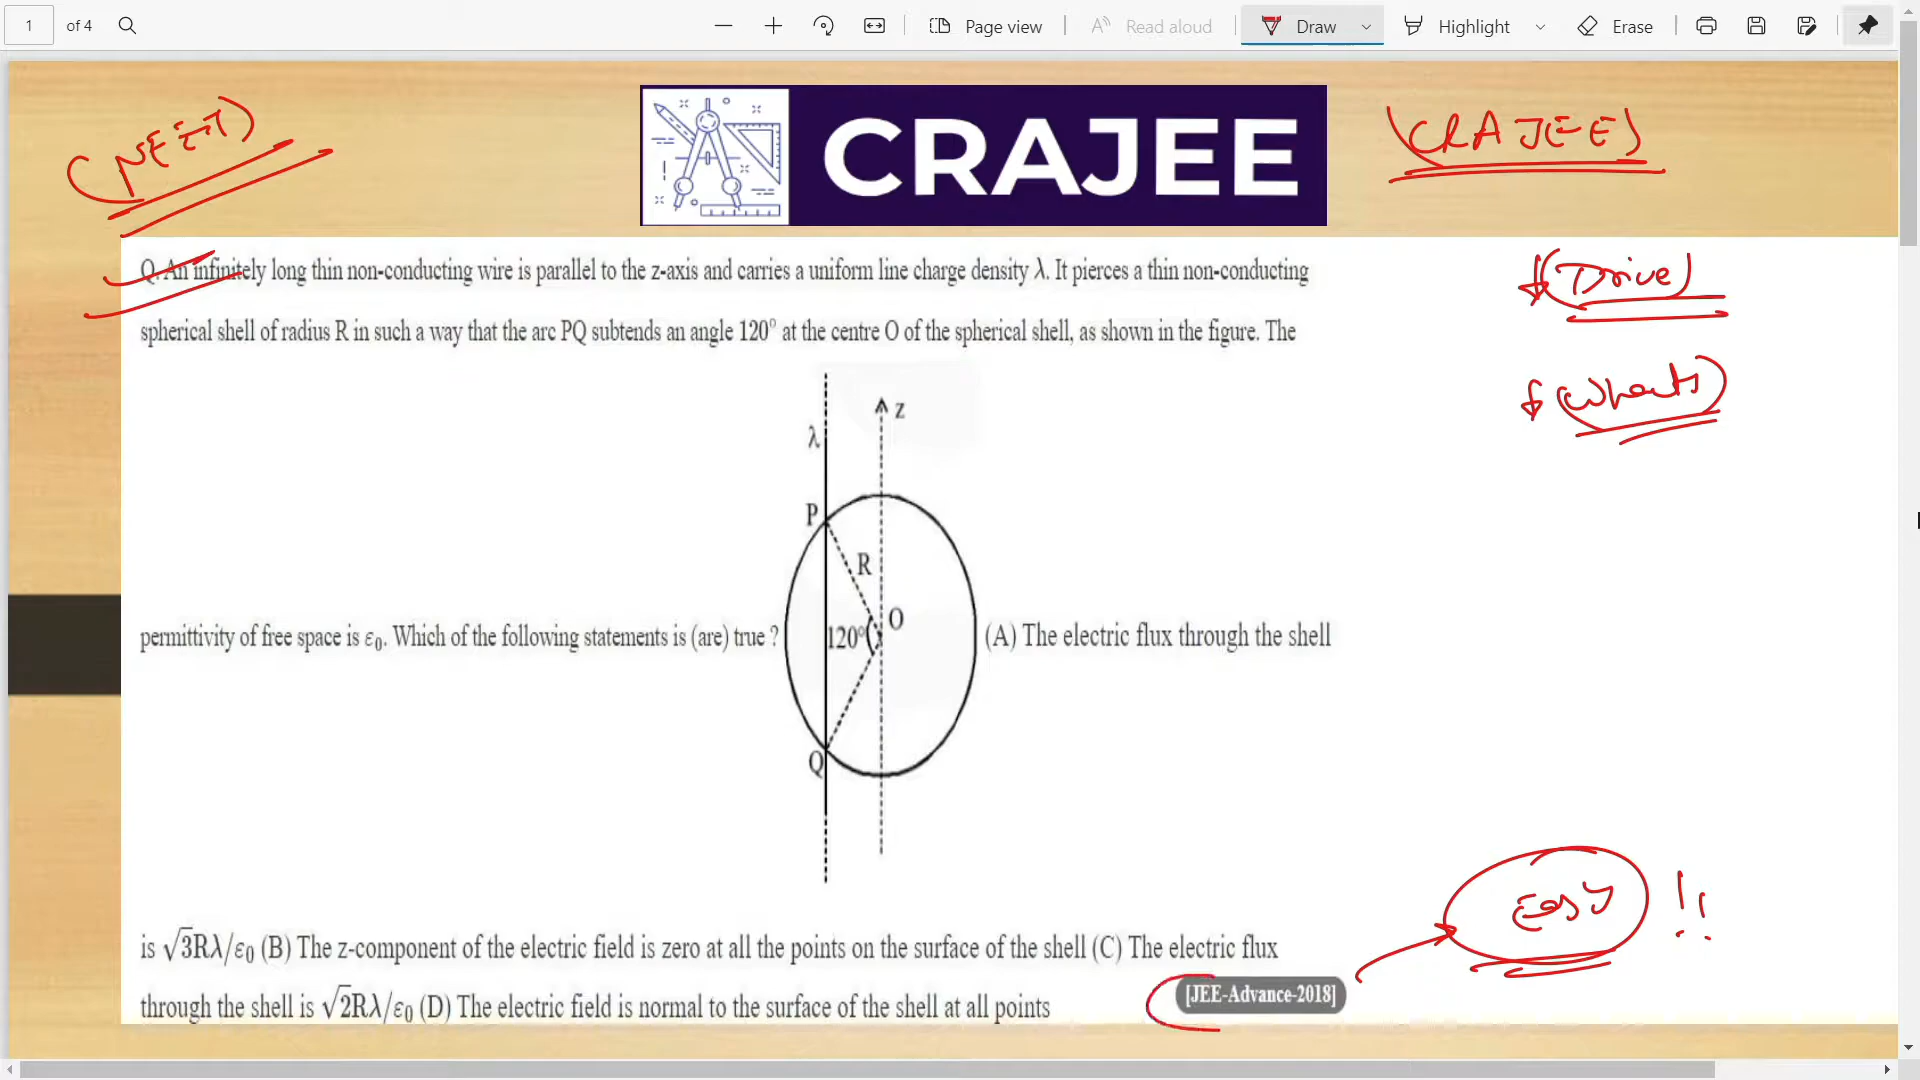 1 of 4 Page view Read aloud Draw Highlight Erase
(NEET)
CRAJEE
(CRAJEE)
Q. An infinitely long thin non-conducting wire is parallel to the z-axis and carries a uniform line charge density λ. It pierces a thin non-conducting
(Drive)
spherical shell of radius R in such a way that the arc PQ subtends an angle 120° at the centre O of the spherical shell, as shown in the figure. The
z
λ
P
R
O
permittivity of free space is ε₀. Which of the following statements is (are) true ? 120° (A) The electric flux through the shell
Q
Easy !!
is √3Rλ/ε₀ (B) The z-component of the electric field is zero at all the points on the surface of the shell (C) The electric flux
through the shell is √2Rλ/ε₀ (D) The electric field is normal to the surface of the shell at all points [JEE-Advance-2018]